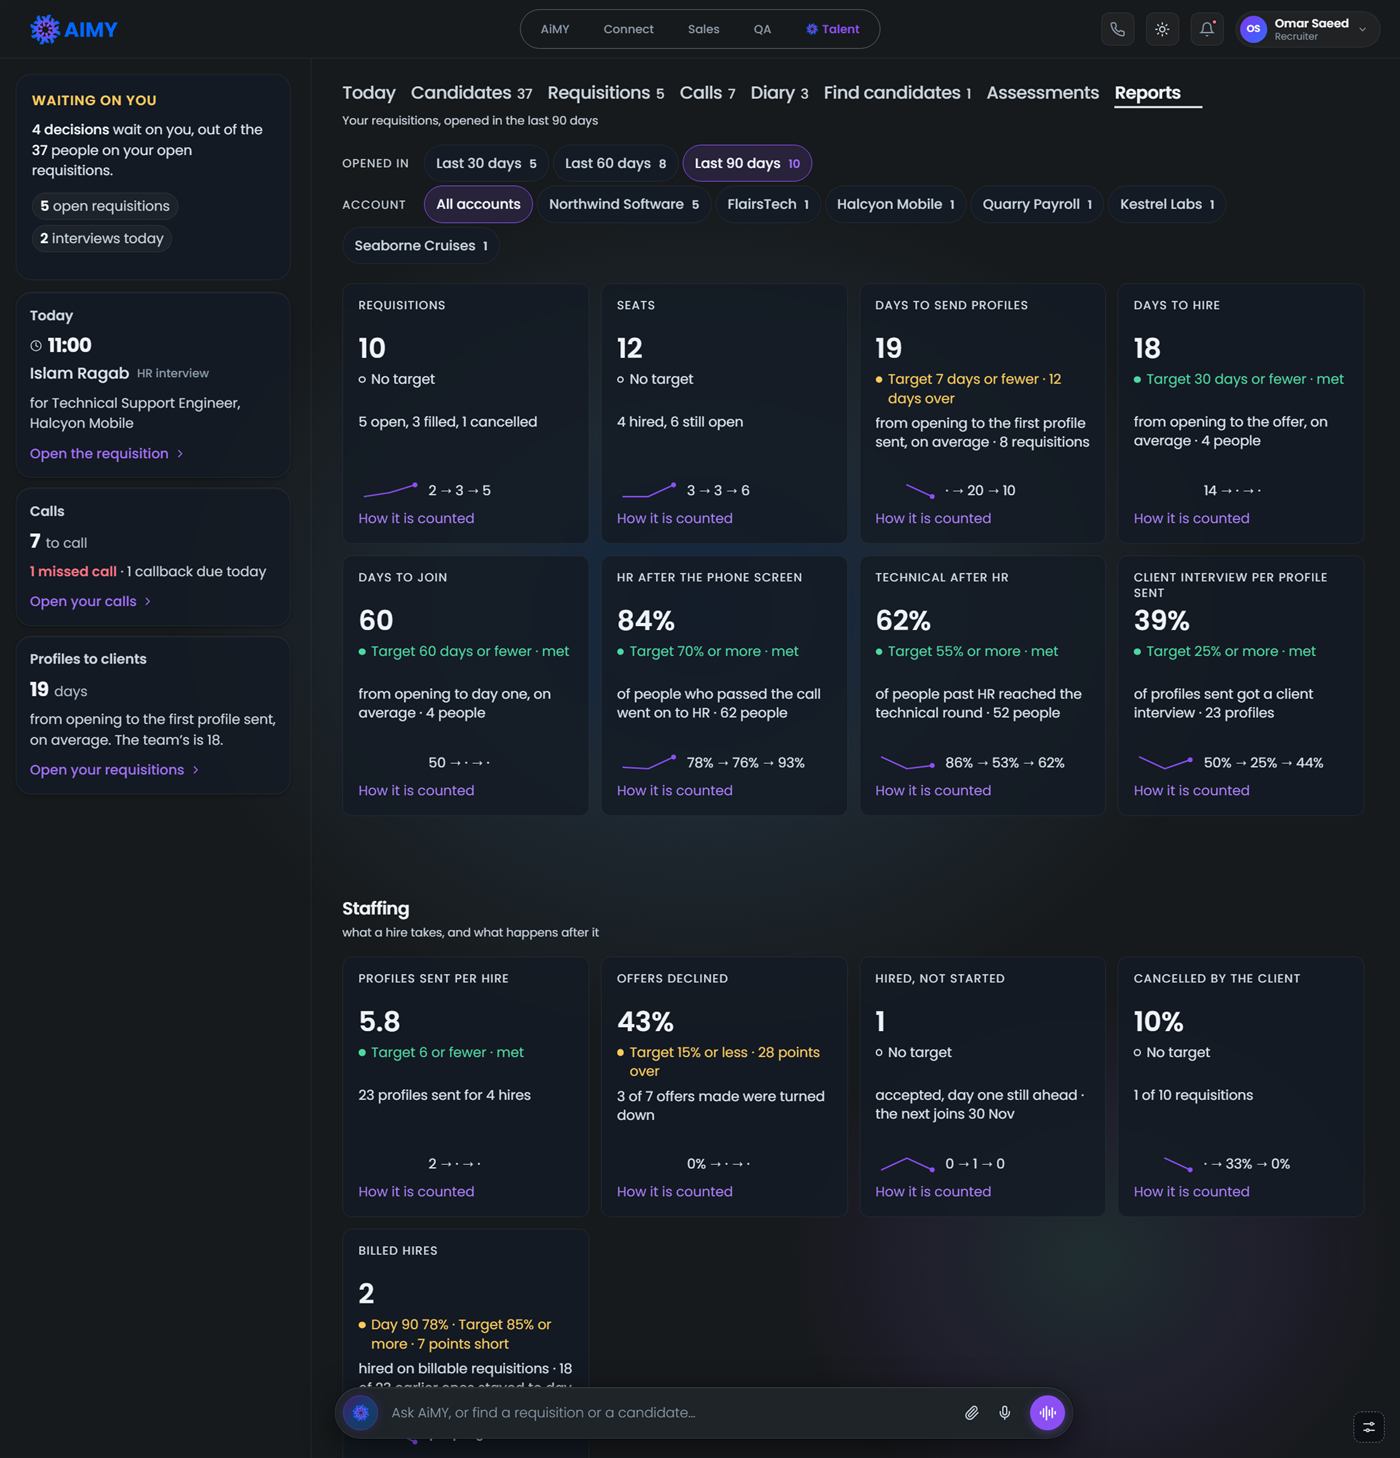 AiMY
AiMY Connect Sales QA Talent
OS Omar Saeed
Recruiter
WAITING ON YOU
4 decisions wait on you, out of the
37 people on your open
requisitions.
5 open requisitions
2 interviews today
Today
11:00
Islam Ragab HR interview
for Technical Support Engineer,
Halcyon Mobile
Open the requisition
Calls
7 to call
1 missed call · 1 callback due today
Open your calls
Profiles to clients
19 days
from opening to the first profile sent,
on average. The team's is 18.
Open your requisitions
Today Candidates 37 Requisitions 5 Calls 7 Diary 3 Find candidates 1 Assessments Reports
Your requisitions, opened in the last 90 days
OPENED IN Last 30 days 5 Last 60 days 8 Last 90 days 10
ACCOUNT All accounts Northwind Software 5 FlairsTech 1 Halcyon Mobile 1 Quarry Payroll 1 Kestrel Labs 1
Seaborne Cruises 1
REQUISITIONS
10
No target
5 open, 3 filled, 1 cancelled
2 → 3 → 5
How it is counted
SEATS
12
No target
4 hired, 6 still open
3 → 3 → 6
How it is counted
DAYS TO SEND PROFILES
19
Target 7 days or fewer · 12
days over
from opening to the first profile
sent, on average · 8 requisitions
· → 20 → 10
How it is counted
DAYS TO HIRE
18
Target 30 days or fewer · met
from opening to the offer, on
average · 4 people
14 → · → ·
How it is counted
DAYS TO JOIN
60
Target 60 days or fewer · met
from opening to day one, on
average · 4 people
50 → · → ·
How it is counted
HR AFTER THE PHONE SCREEN
84%
Target 70% or more · met
of people who passed the call
went on to HR · 62 people
78% → 76% → 93%
How it is counted
TECHNICAL AFTER HR
62%
Target 55% or more · met
of people past HR reached the
technical round · 52 people
86% → 53% → 62%
How it is counted
CLIENT INTERVIEW PER PROFILE
SENT
39%
Target 25% or more · met
of profiles sent got a client
interview · 23 profiles
50% → 25% → 44%
How it is counted
Staffing
what a hire takes, and what happens after it
PROFILES SENT PER HIRE
5.8
Target 6 or fewer · met
23 profiles sent for 4 hires
2 → · → ·
How it is counted
OFFERS DECLINED
43%
Target 15% or less · 28 points
over
3 of 7 offers made were turned
down
0% → · → ·
How it is counted
HIRED, NOT STARTED
1
No target
accepted, day one still ahead ·
the next joins 30 Nov
0 → 1 → 0
How it is counted
CANCELLED BY THE CLIENT
10%
No target
1 of 10 requisitions
· → 33% → 0%
How it is counted
BILLED HIRES
2
Day 90 78% · Target 85% or
more · 7 points short
hired on billable requisitions · 18
of 23 earlier ones stayed to day
Ask AiMY, or find a requisition or a candidate...